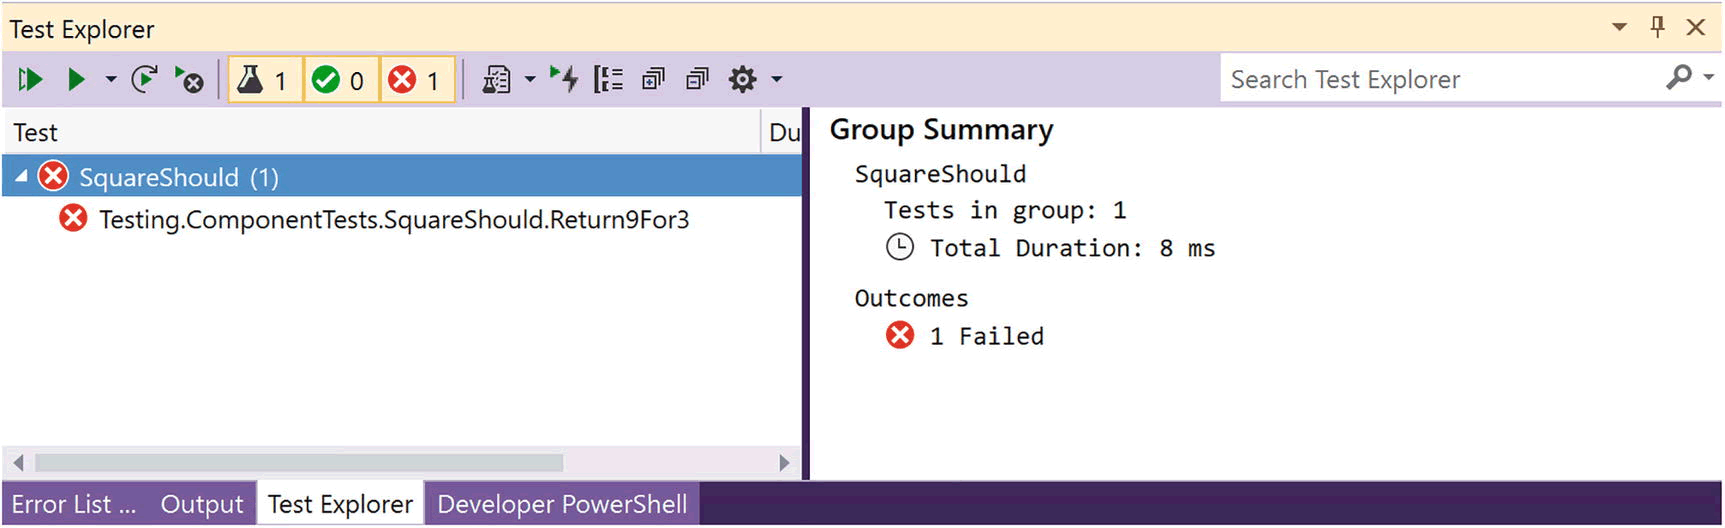 Test Explorer
1 0 1
Search Test Explorer
Test Du
SquareShould (1)
Testing.ComponentTests.SquareShould.Return9For3
Group Summary
SquareShould
Tests in group: 1
Total Duration: 8 ms
Outcomes
1 Failed
Error List ... Output Test Explorer Developer PowerShell